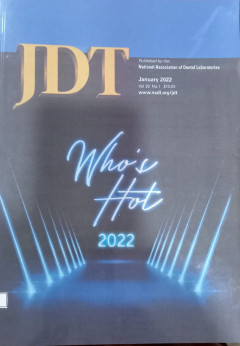 JDT
Published by the
National Association of Dental Laboratories
January 2022
www.nadl.org/jdt
Who's
Hot
2022